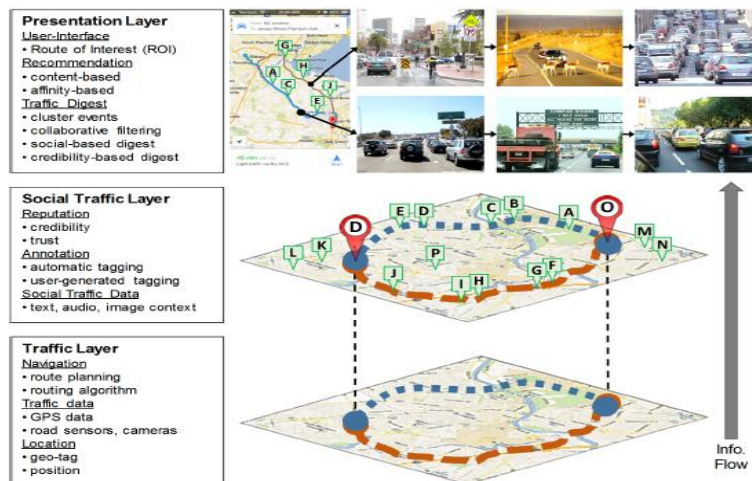 Presentation Layer
User-Interface
• Route of Interest (ROI)
Recommendation
• content-based
• affinity-based
Traffic Digest
• cluster events
• collaborative filtering
• social-based digest
• credibility-based digest
G
H
A
C
J
E
Social Traffic Layer
Reputation
• credibility
• trust
Annotation
• automatic tagging
• user-generated tagging
Social Traffic Data
• text, audio, image context
D
O
E
D
C
B
A
L
K
P
M
N
J
I
H
G
F
Traffic Layer
Navigation
• route planning
• routing algorithm
Traffic data
• GPS data
• road sensors, cameras
Location
• geo-tag
• position
Info.
Flow